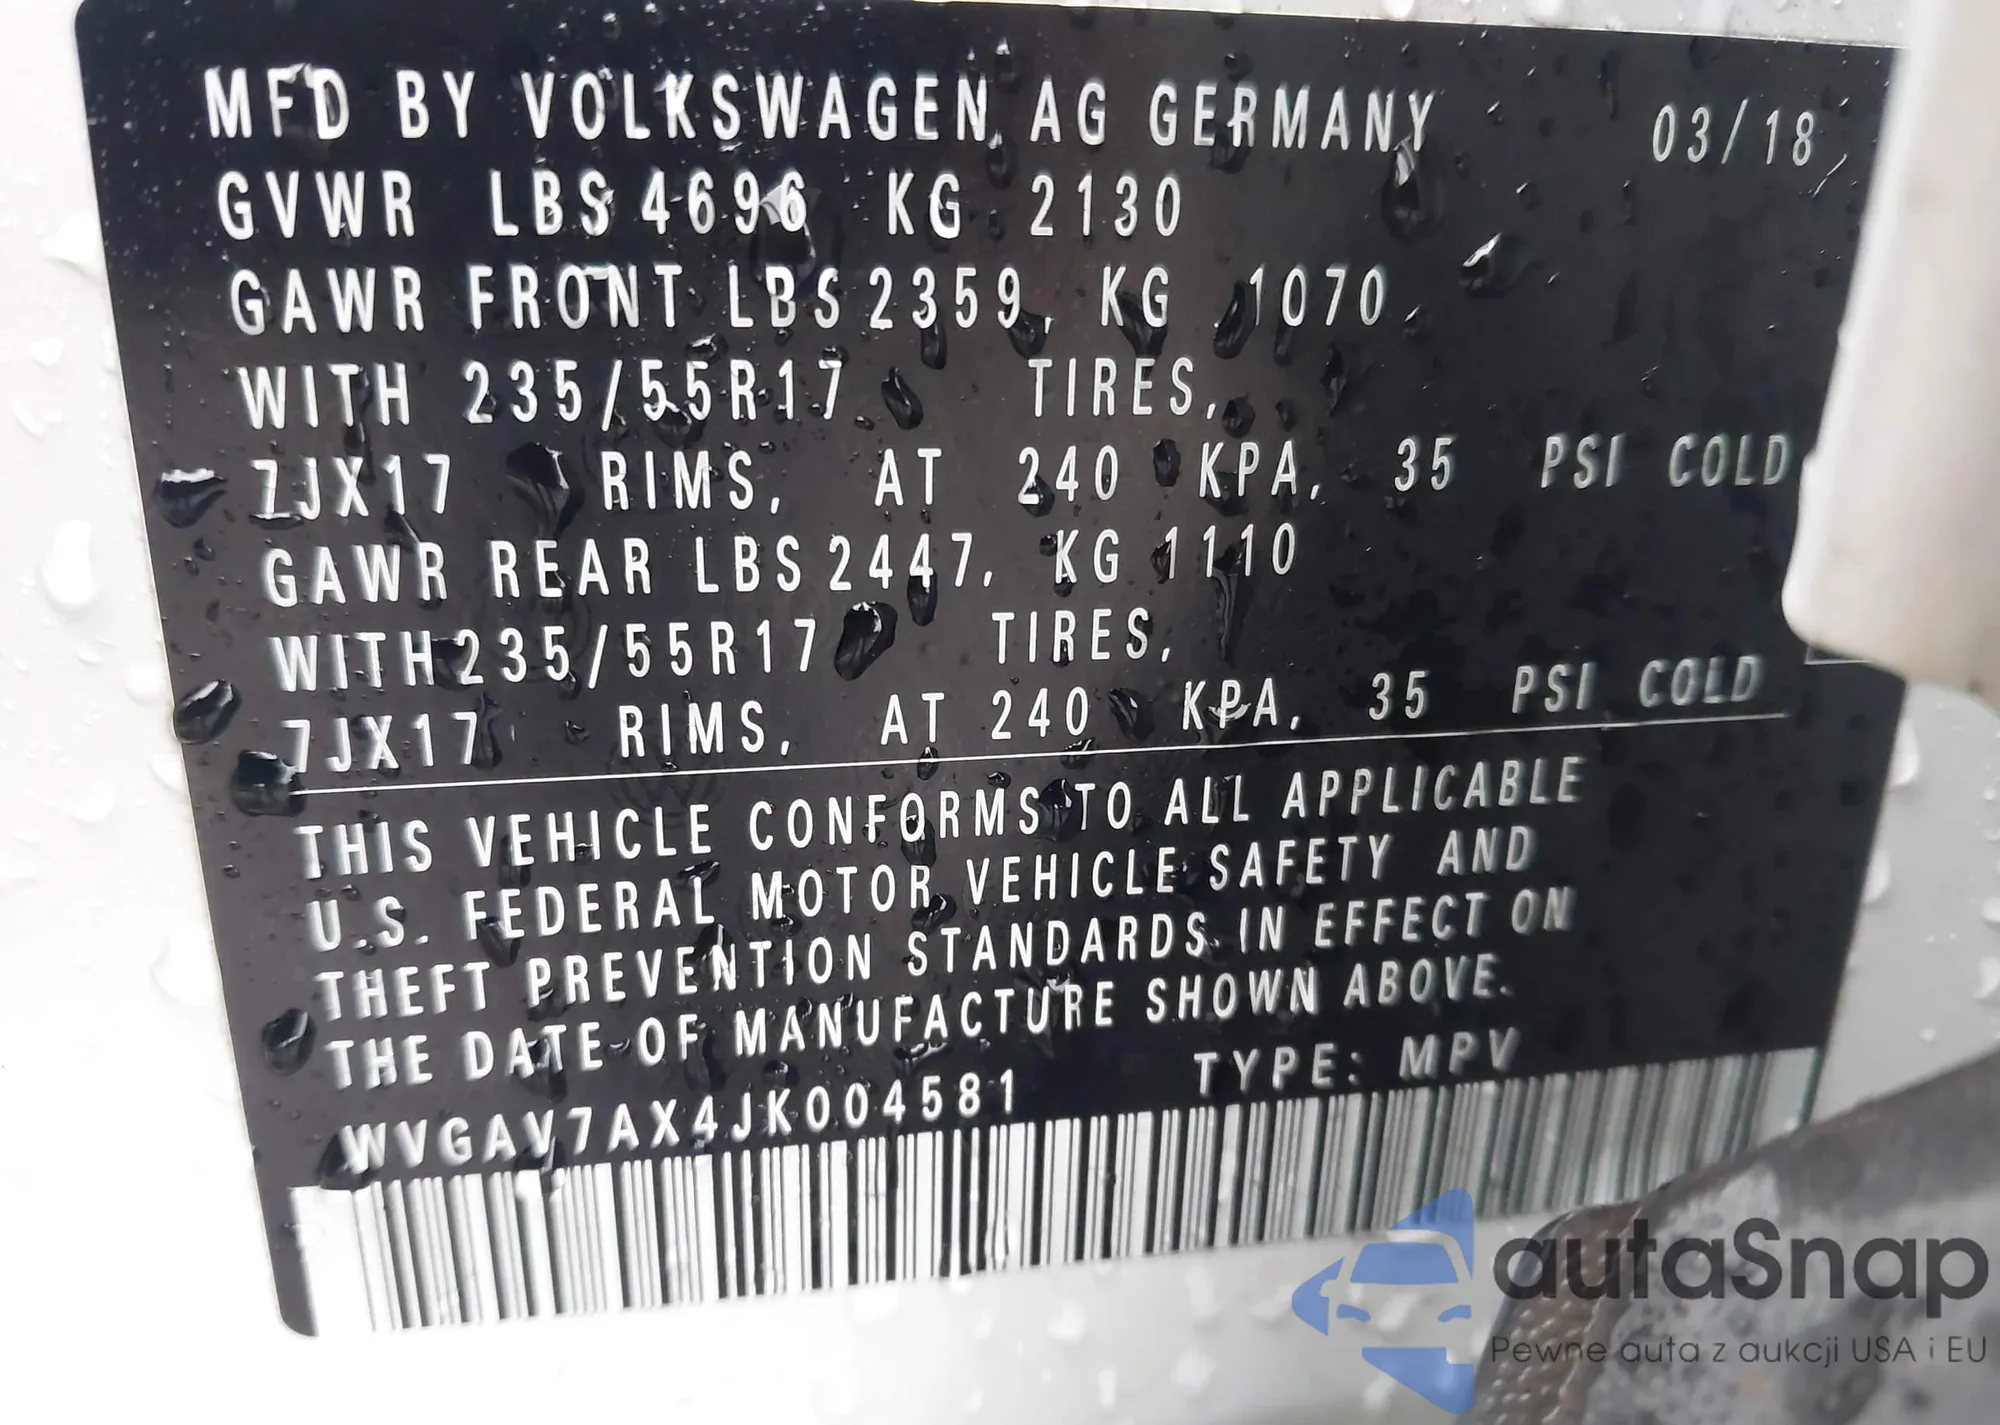 MFD BY VOLKSWAGEN AG GERMANY 03/18
GVWR LBS 4696 KG 2130
GAWR FRONT LBS 2359, KG 1070,
WITH 235/55R17 TIRES,
7JX17 RIMS, AT 240 KPA, 35 PSI COLD
GAWR REAR LBS 2447, KG 1110
WITH 235/55R17 TIRES,
7JX17 RIMS, AT 240 KPA, 35 PSI COLD
THIS VEHICLE CONFORMS TO ALL APPLICABLE
U.S. FEDERAL MOTOR VEHICLE SAFETY AND
THEFT PREVENTION STANDARDS IN EFFECT ON
THE DATE OF MANUFACTURE SHOWN ABOVE.
WVGAV7AX4JK004581 TYPE: MPV
autaSnap
Pewne auta z aukcji USA i EU